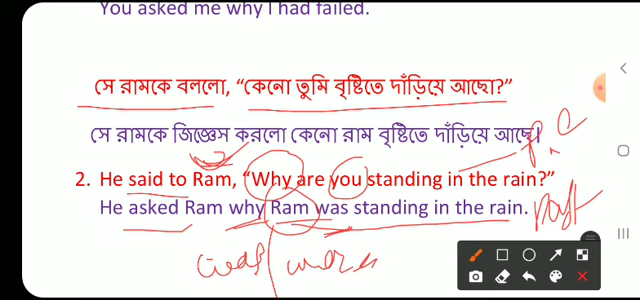 You asked me why I had failed.
সে রামকে বললো, “কেনো তুমি বৃষ্টিতে দাঁড়িয়ে আছো?”
সে রামকে জিজ্ঞেস করলো কেনো রাম বৃষ্টিতে দাঁড়িয়ে আছে।
2. He said to Ram, “Why are you standing in the rain?”
He asked Ram why Ram was standing in the rain.
P.C
Past